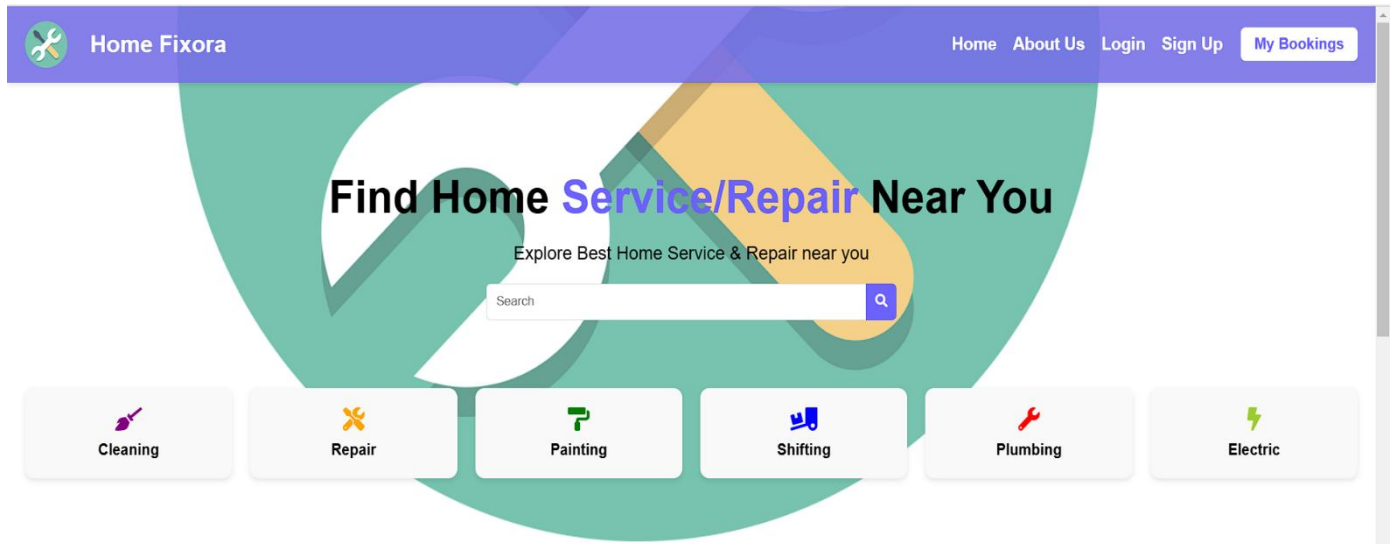 Home Fixora
Home About Us Login Sign Up My Bookings
Find Home Service/Repair Near You
Explore Best Home Service & Repair near you
Search
Cleaning Repair Painting Shifting Plumbing Electric